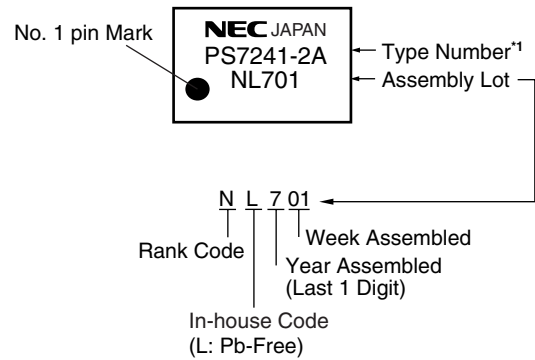 No. 1 pin Mark
NEC JAPAN
PS7241-2A
NL701
Type Number*1
Assembly Lot
N L 7 01
Rank Code
Week Assembled
Year Assembled
(Last 1 Digit)
In-house Code
(L: Pb-Free)